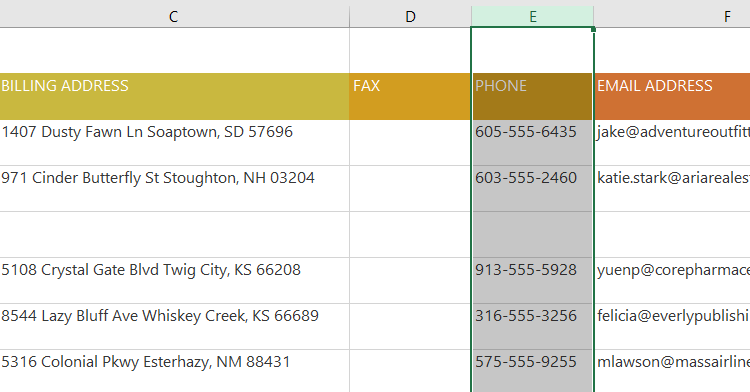 C D E F
BILLING ADDRESS FAX PHONE EMAIL ADDRESS
1407 Dusty Fawn Ln Soaptown, SD 57696 605-555-6435 jake@adventureoutfitt
971 Cinder Butterfly St Stoughton, NH 03204 603-555-2460 katie.stark@ariareales
5108 Crystal Gate Blvd Twig City, KS 66208 913-555-5928 yuenp@corepharmace
8544 Lazy Bluff Ave Whiskey Creek, KS 66689 316-555-3256 felicia@everlypublishi
5316 Colonial Pkwy Esterhazy, NM 88431 575-555-9255 mlawson@massairline